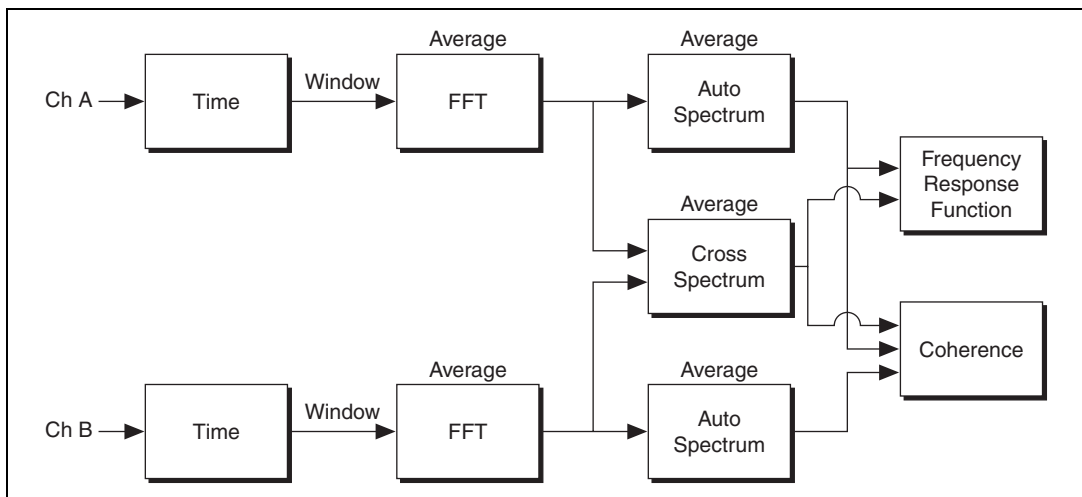 Average
Average
Ch A
Time
Window
FFT
Auto
Spectrum
Frequency
Response
Function
Average
Cross
Spectrum
Coherence
Average
Average
Ch B
Time
Window
FFT
Auto
Spectrum